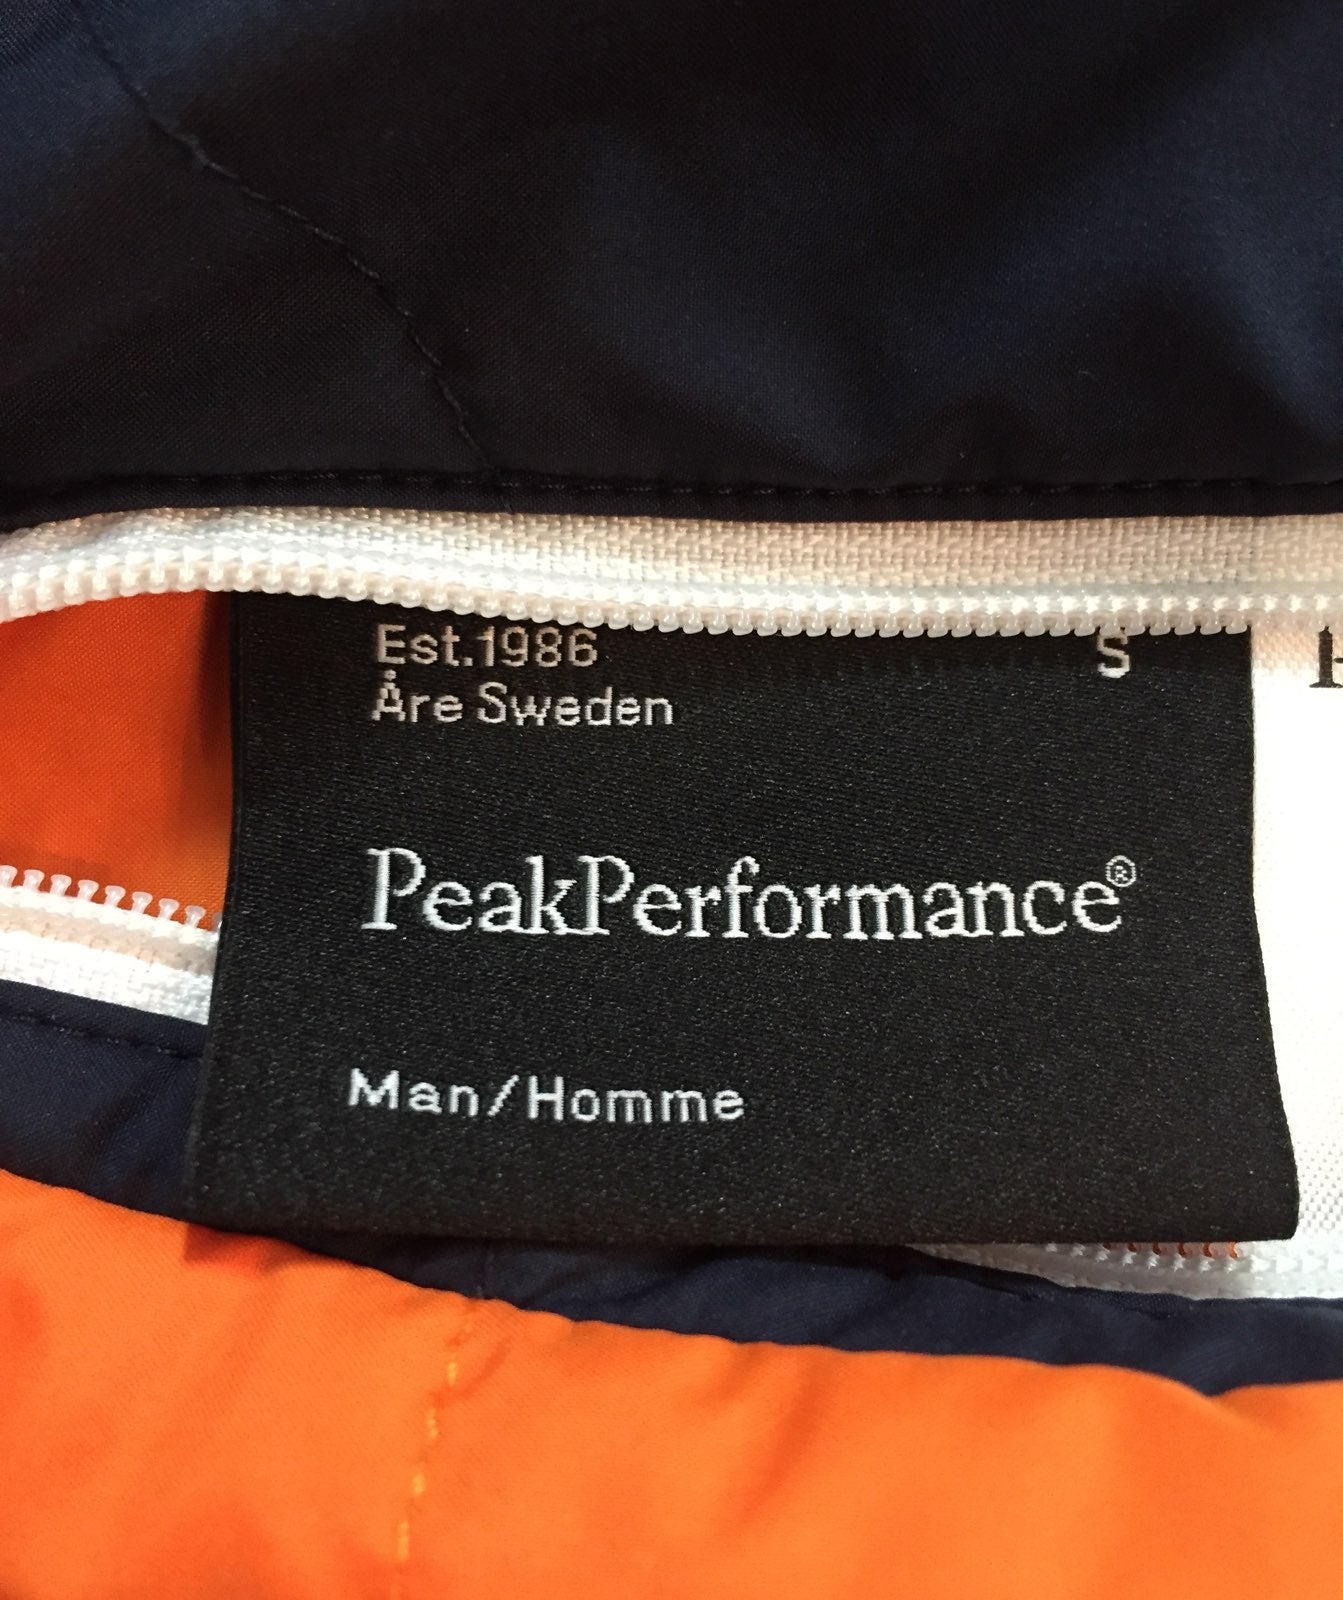 Est.1986
S
Åre Sweden
PeakPerformance®
Man/Homme